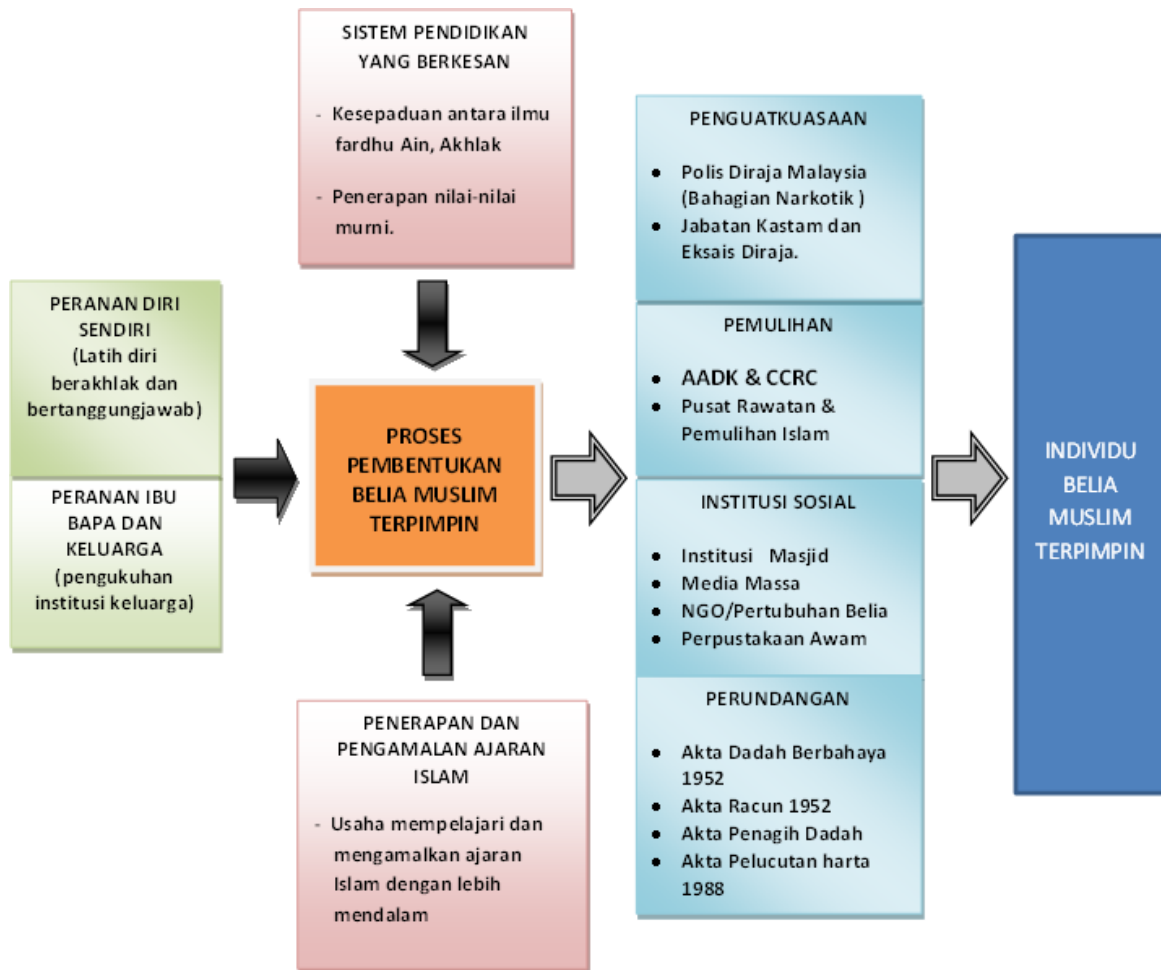 SISTEM PENDIDIKAN
YANG BERKESAN
- Kesepaduan antara ilmu
fardhu Ain, Akhlak
- Penerapan nilai-nilai
murni.
PERANAN DIRI
SENDIRI
(Latih diri
berakhlak dan
bertanggungjawab)
PERANAN IBU
BAPA DAN
KELUARGA
(pengukuhan
institusi keluarga)
PROSES
PEMBENTUKAN
BELIA MUSLIM
TERPIMPIN
PENERAPAN DAN
PENGAMALAN AJARAN
ISLAM
- Usaha mempelajari dan
mengamalkan ajaran
Islam dengan lebih
mendalam
PENGUATKUASAAN
• Polis Diraja Malaysia
(Bahagian Narkotik )
• Jabatan Kastam dan
Eksais Diraja.
PEMULIHAN
• AADK & CCRC
• Pusat Rawatan &
Pemulihan Islam
INSTITUSI SOSIAL
• Institusi Masjid
• Media Massa
• NGO/Pertubuhan Belia
• Perpustakaan Awam
PERUNDANGAN
• Akta Dadah Berbahaya
1952
• Akta Racun 1952
• Akta Penagih Dadah
• Akta Pelucutan harta
1988
INDIVIDU
BELIA
MUSLIM
TERPIMPIN